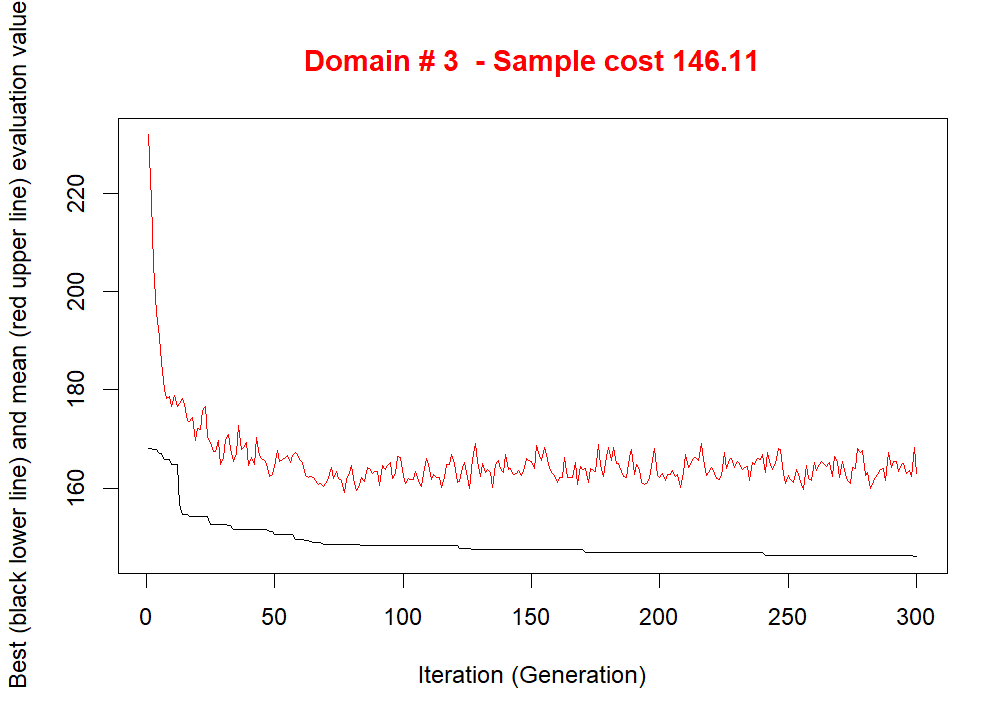 Domain # 3  - Sample cost 146.11
Best (black lower line) and mean (red upper line) evaluation value
220
200
180
160
0 50 100 150 200 250 300
Iteration (Generation)